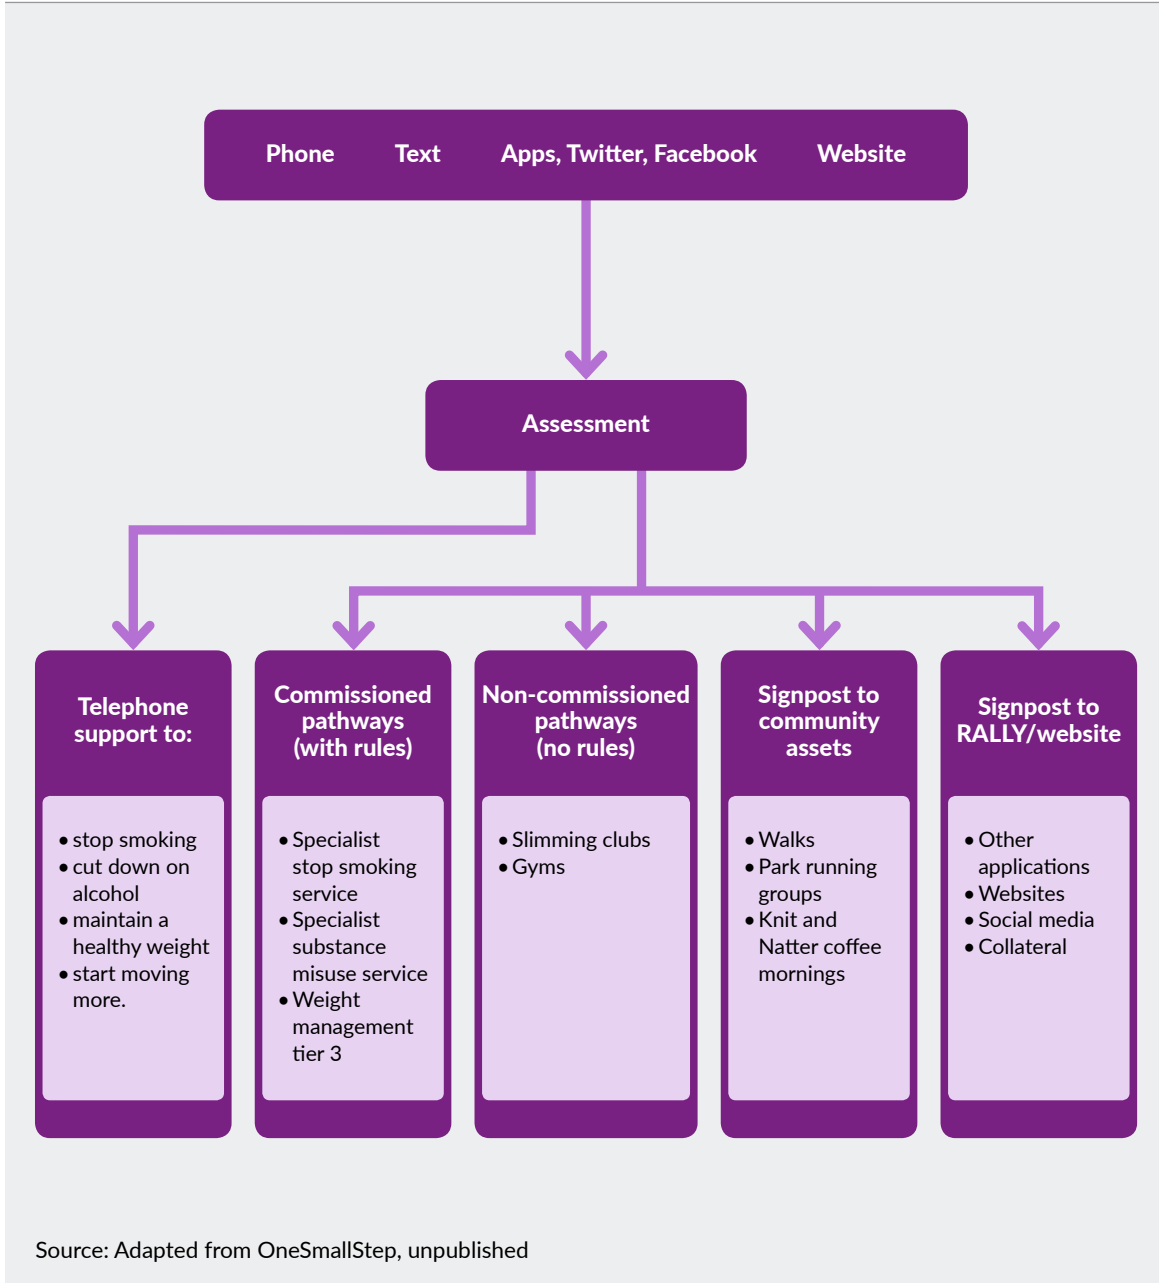 Phone Text Apps, Twitter, Facebook Website
Assessment
Telephone
support to:
• stop smoking
• cut down on
alcohol
• maintain a
healthy weight
• start moving
more.
Commissioned
pathways
(with rules)
• Specialist
stop smoking
service
• Specialist
substance
misuse service
• Weight
management
tier 3
Non-commissioned
pathways
(no rules)
• Slimming clubs
• Gyms
Signpost to
community
assets
• Walks
• Park running
groups
• Knit and
Natter coffee
mornings
Signpost to
RALLY/website
• Other
applications
• Websites
• Social media
• Collateral
Source: Adapted from OneSmallStep, unpublished